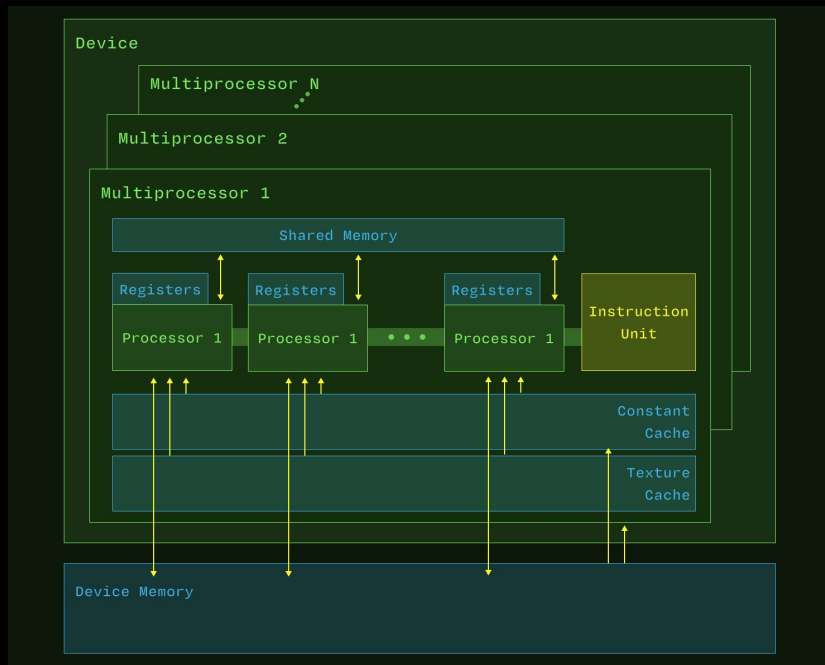 Device
Multiprocessor N
Multiprocessor 2
Multiprocessor 1
Shared Memory
Registers
Registers
Registers
Processor 1
Processor 1
Processor 1
Instruction
Unit
Constant
Cache
Texture
Cache
Device Memory